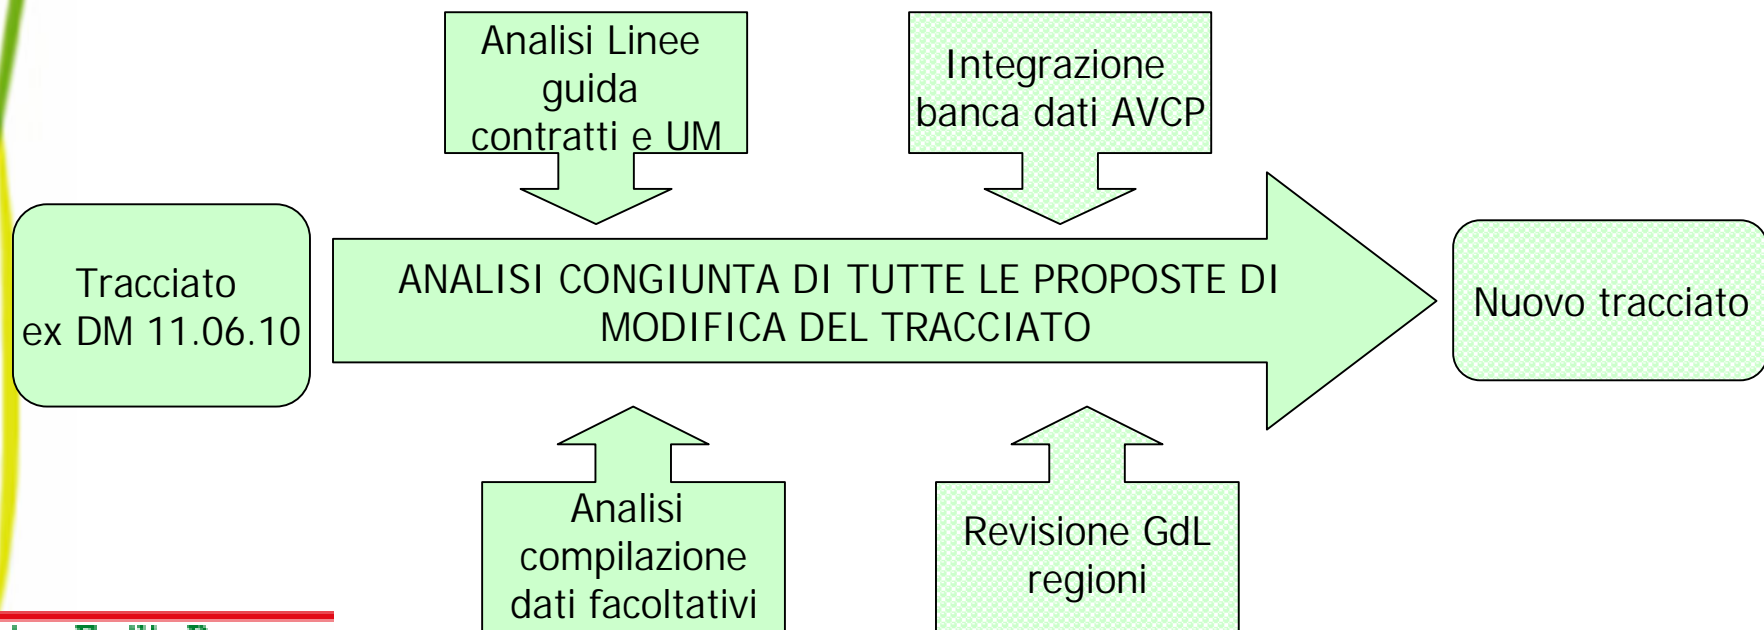 Analisi Linee
guida
contratti e UM
Integrazione
banca dati AVCP
Tracciato
ex DM 11.06.10
ANALISI CONGIUNTA DI TUTTE LE PROPOSTE DI
MODIFICA DEL TRACCIATO
Nuovo tracciato
Analisi
compilazione
dati facoltativi
Revisione GdL
regioni